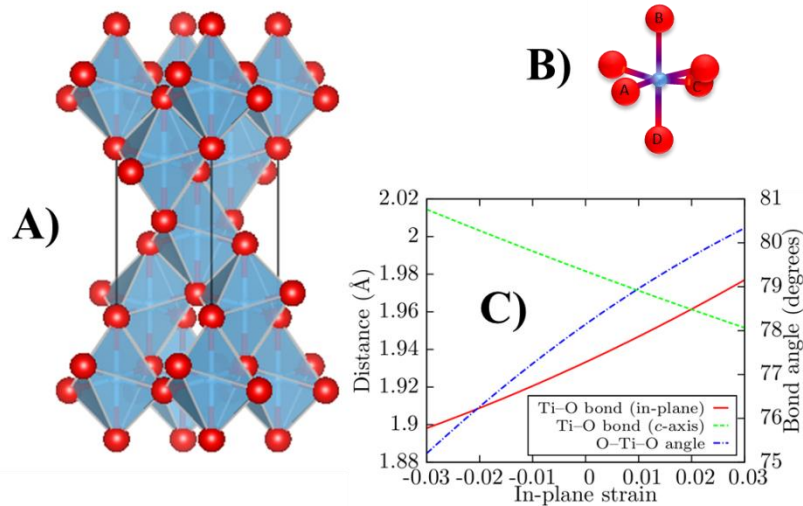 A)
B)
B
A
C
D
C)
Distance (Å)
2.02
2
1.98
1.96
1.94
1.92
1.9
1.88
81
80
79
78
77
76
75
Bond angle (degrees)
Ti–O bond (in-plane)
Ti–O bond (c-axis)
O–Ti–O angle
-0.03 -0.02 -0.01 0 0.01 0.02 0.03
In-plane strain